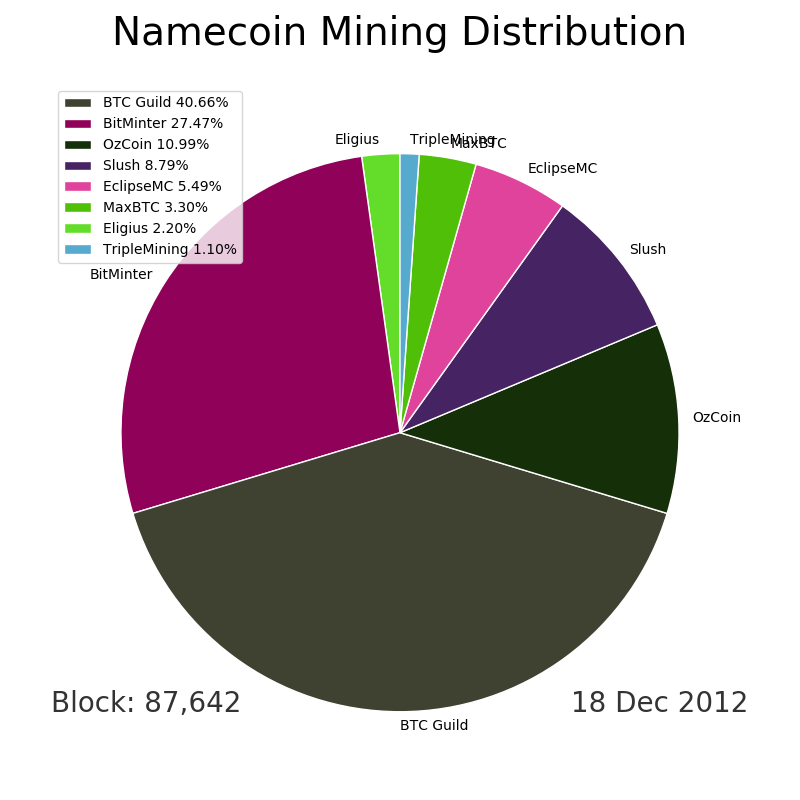 Namecoin Mining Distribution
BTC Guild 40.66%
BitMinter 27.47%
OzCoin 10.99%
Slush 8.79%
EclipseMC 5.49%
MaxBTC 3.30%
Eligius 2.20%
TripleMining 1.10%
Eligius
TripleMining
MaxBTC
EclipseMC
Slush
BitMinter
OzCoin
Block: 87,642
18 Dec 2012
BTC Guild